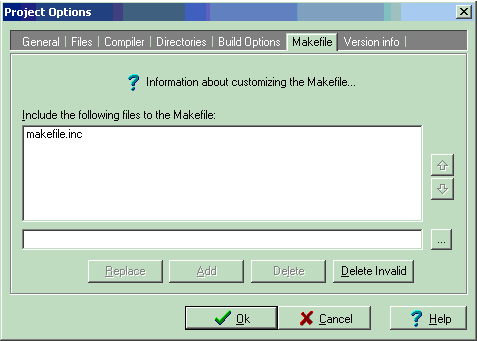 Project Options
General | Files | Compiler | Directories | Build Options | Makefile | Version info |
? Information about customizing the Makefile...
Include the following files to the Makefile:
makefile.inc
...
Replace Add Delete Delete Invalid
Ok Cancel ? Help